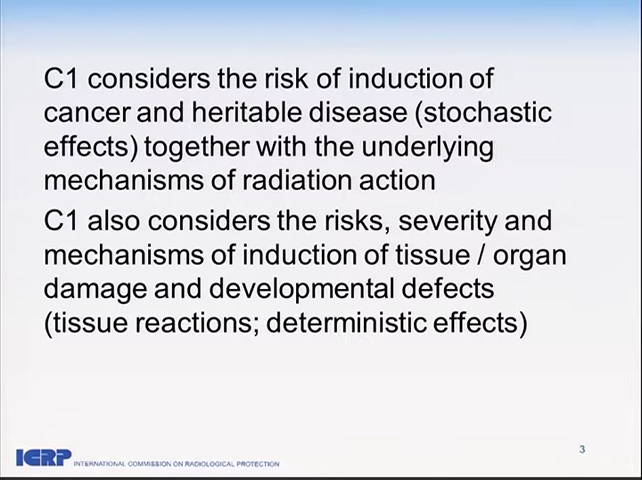 C1 considers the risk of induction of
cancer and heritable disease (stochastic
effects) together with the underlying
mechanisms of radiation action
C1 also considers the risks, severity and
mechanisms of induction of tissue / organ
damage and developmental defects
(tissue reactions; deterministic effects)
ICRP INTERNATIONAL COMMISSION ON RADIOLOGICAL PROTECTION
3